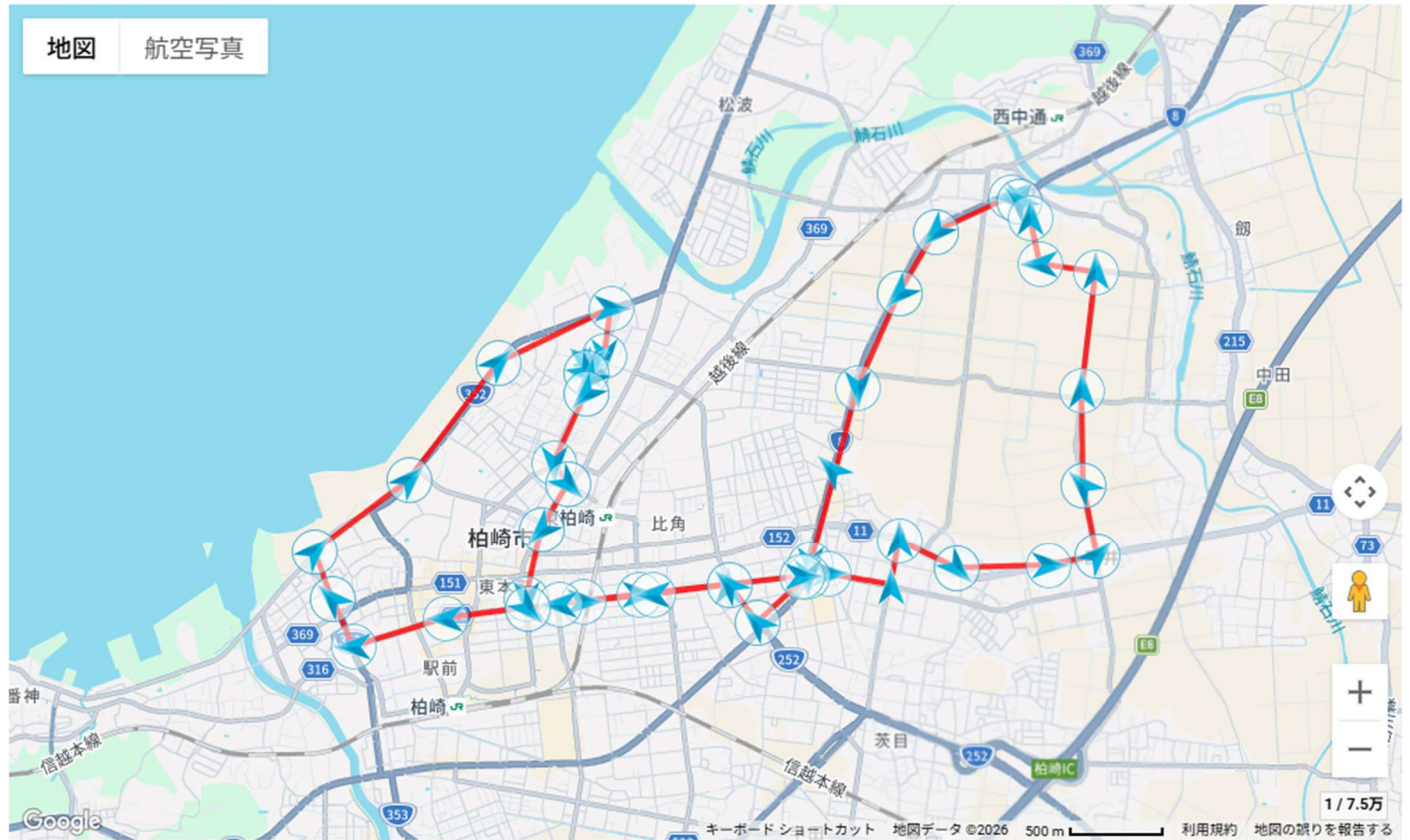 地図 航空写真
369
越後線
松波
西中通 JR
8
鯖石川
鯖石川
369
劔
鯖石川
215
越後線
中田
E8
柏崎 JR
比角
152
11
11
柏崎市
73
151
東本
369
鯖石川
E8
316
252
駅前
番神
柏崎 JR
信越本線
茨目
252
信越本線
柏崎IC
353
1 / 7.5万
Google
キーボード ショートカット 地図データ ©2026 500 m 利用規約 地図の誤りを報告する